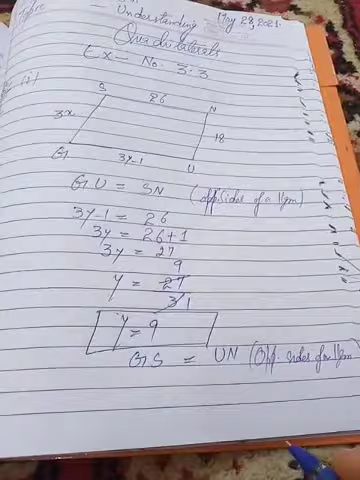 Understanding May 28, 2021
Quadrilaterals
Ex - No. 3.3
S 26 N
3x 18
G 3y-1 U
GU = SN (opp. sides of a ||gm)
3y-1 = 26
3y = 26+1
3y = 27
9
y = 27
3 1
y = 9
GS = UN (Opp. sides of a ||gm